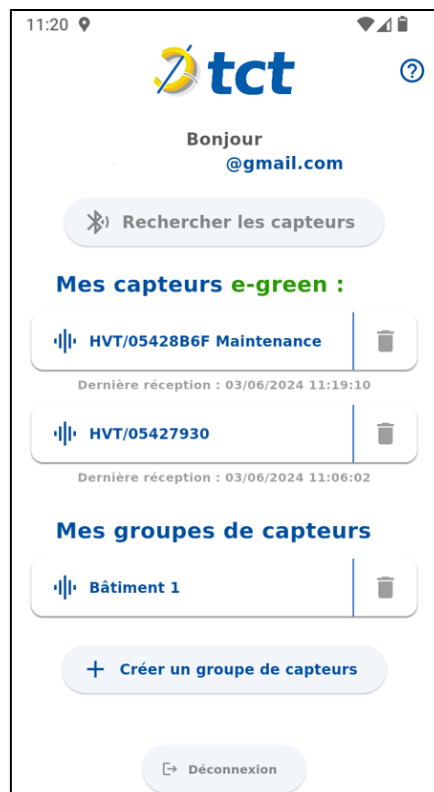 11:20
tct
Bonjour
@gmail.com
Rechercher les capteurs
Mes capteurs e-green :
HVT/05428B6F Maintenance
Dernière réception : 03/06/2024 11:19:10
HVT/05427930
Dernière réception : 03/06/2024 11:06:02
Mes groupes de capteurs
Bâtiment 1
Créer un groupe de capteurs
Déconnexion